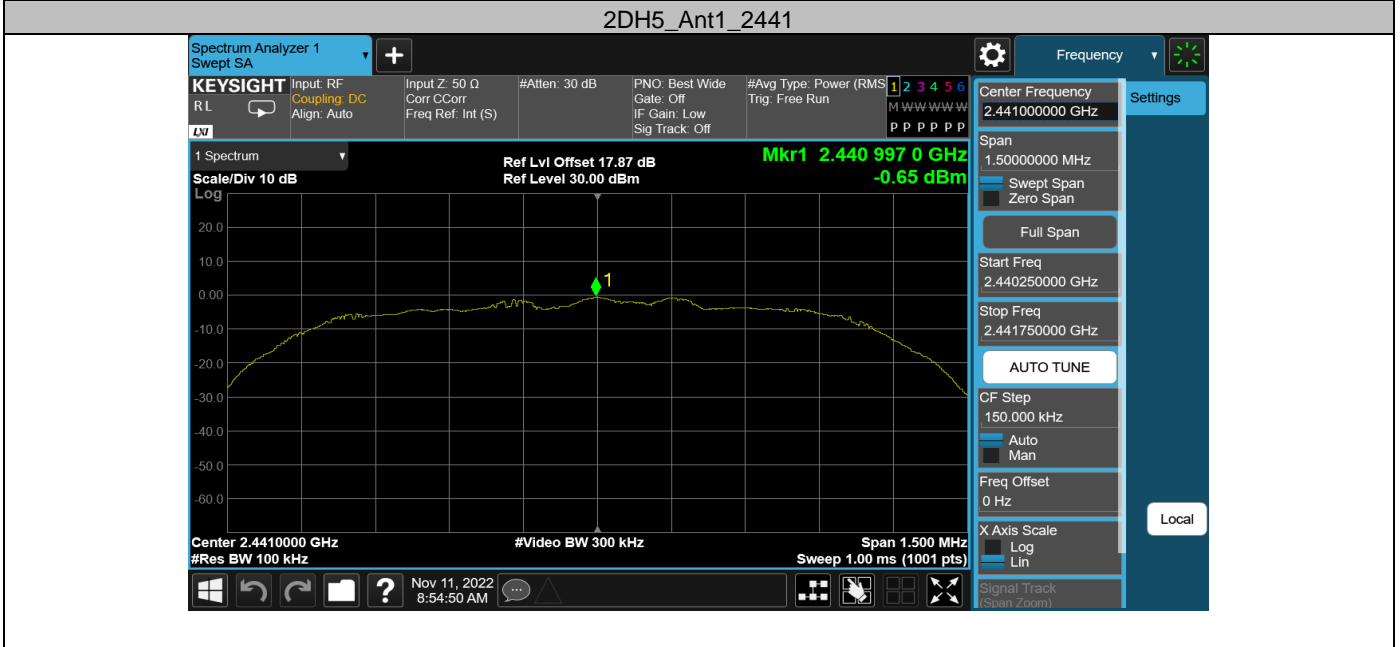 2DH5_Ant1_2441
Spectrum Analyzer 1
Swept SA
Frequency
KEYSIGHT
RL
LXI
Input: RF
Coupling: DC
Align: Auto
Input Z: 50 Ω
Corr CCorr
Freq Ref: Int (S)
#Atten: 30 dB
PNO: Best Wide
Gate: Off
IF Gain: Low
Sig Track: Off
#Avg Type: Power (RMS
Trig: Free Run
1 2 3 4 5 6
M W W W W W
P P P P P P
1 Spectrum
Scale/Div 10 dB
Ref Lvl Offset 17.87 dB
Ref Level 30.00 dBm
Mkr1 2.440 997 0 GHz
-0.65 dBm
Log
20.0
10.0
0.00
-10.0
-20.0
-30.0
-40.0
-50.0
-60.0
1
Center 2.4410000 GHz
#Res BW 100 kHz
#Video BW 300 kHz
Span 1.500 MHz
Sweep 1.00 ms (1001 pts)
Nov 11, 2022
8:54:50 AM
Center Frequency
2.441000000 GHz
Span
1.50000000 MHz
Swept Span
Zero Span
Full Span
Start Freq
2.440250000 GHz
Stop Freq
2.441750000 GHz
AUTO TUNE
CF Step
150.000 kHz
Auto
Man
Freq Offset
0 Hz
X Axis Scale
Log
Lin
Signal Track
(Span Zoom)
Settings
Local